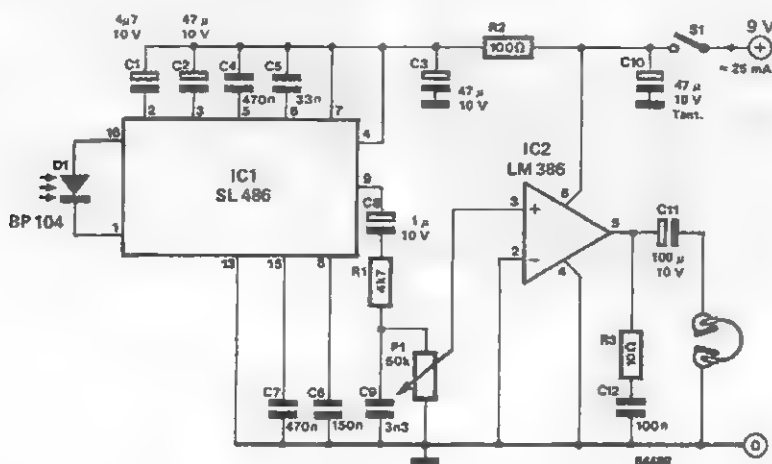 4µ7
10 V
47 µ
10 V
R2
100Ω
S1
9 V
+
≈ 25 mA
C1
C2
C4
470n
C5
33n
C3
47 µ
10 V
C10
47 µ
10 V
Tant.
2
3
5
6
7
4
16
D1
BP 104
1
IC1
SL 486
9
C8
1 µ
10 V
R1
4k7
IC2
LM 386
3
+
2
−
6
5
4
C11
100 µ
10 V
13
15
8
P1
50k
R3
10Ω
C7
470n
C6
150n
C9
3n3
C12
100n
0